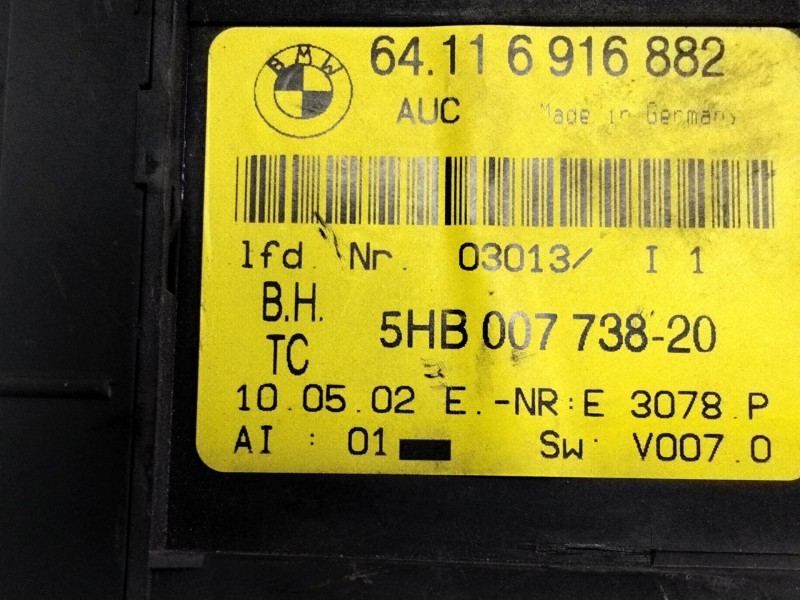 BMW
64.11 6 916 882
AUC Made in Germany
lfd. Nr. 03013/ I 1
B.H.
TC
5HB 007 738-20
10.05.02 E.-NR:E 3078.P
AI : 01 Sw: V007.0